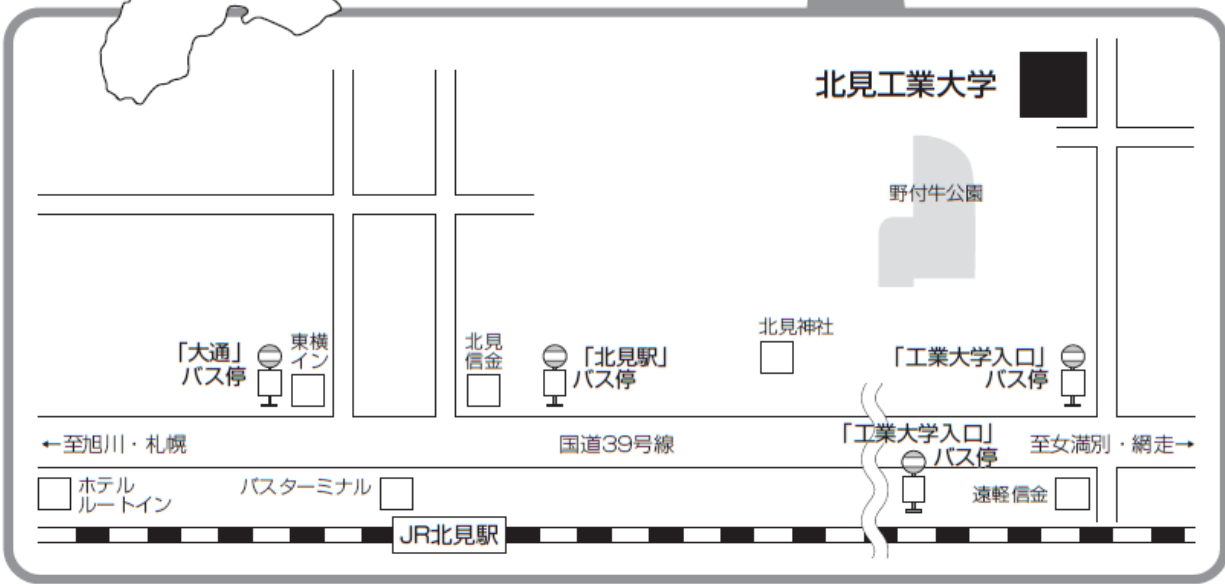 北見工業大学
野付牛公園
「大通」
バス停
東横
イン
北見
信金
「北見駅」
バス停
北見神社
「工業大学入口」
バス停
←至旭川・札幌
国道39号線
「工業大学入口」
バス停
至女満別・網走→
ホテル
ルートイン
バスターミナル
遠軽信金
JR北見駅